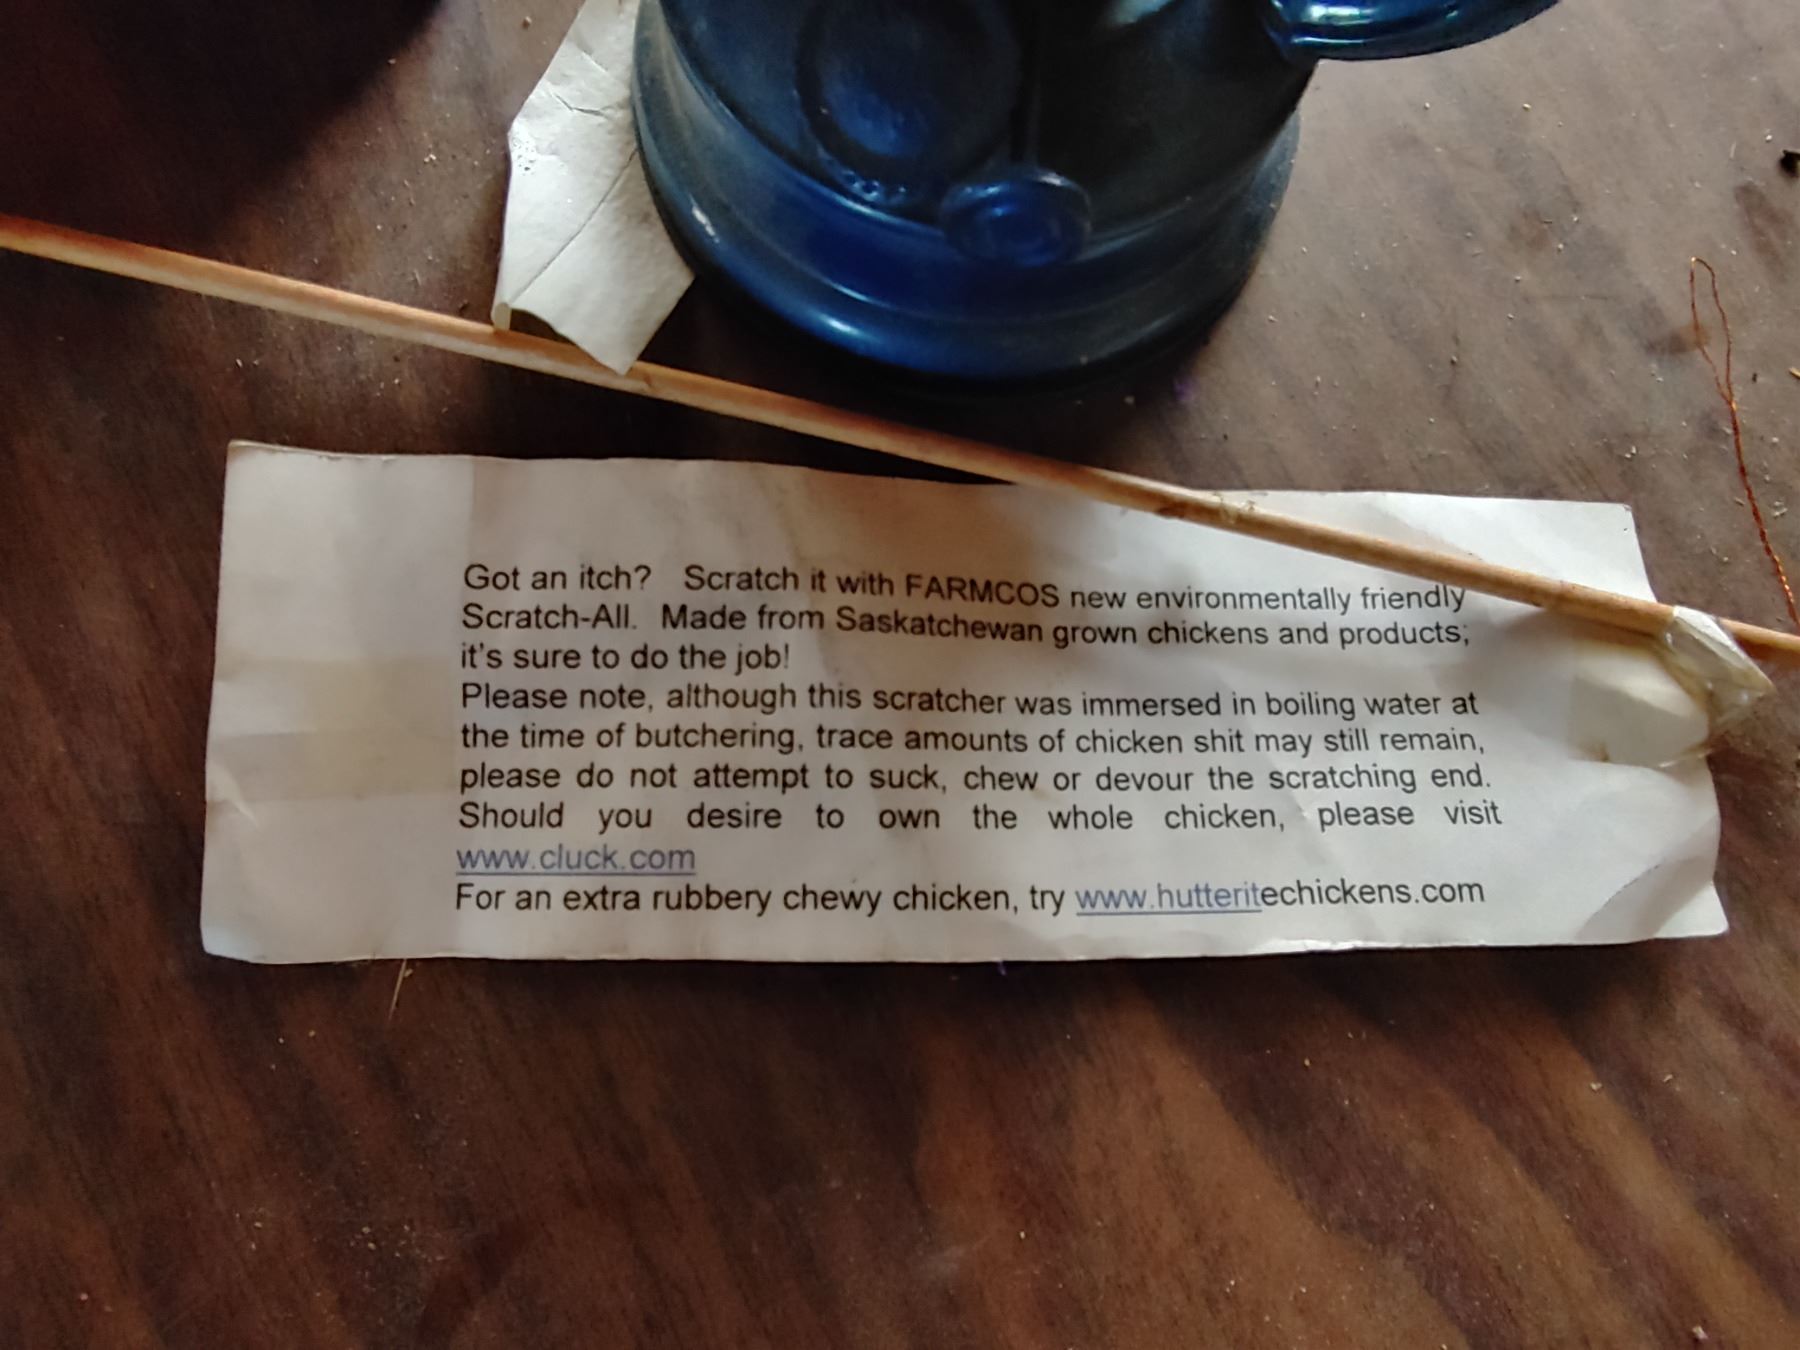 Got an itch? Scratch it with FARMCOS new environmentally friendly
Scratch-All. Made from Saskatchewan grown chickens and products;
it's sure to do the job!
Please note, although this scratcher was immersed in boiling water at
the time of butchering, trace amounts of chicken shit may still remain,
please do not attempt to suck, chew or devour the scratching end.
Should you desire to own the whole chicken, please visit
www.cluck.com
For an extra rubbery chewy chicken, try www.hutteritechickens.com